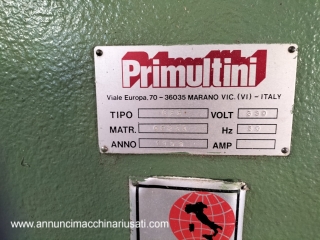 Primultini
Viale Europa, 70 - 36035 MARANO VIC. (VI) - ITALY
TIPO VOLT
MATR. Hz
ANNO AMP
www.annuncimacchinariusati.com